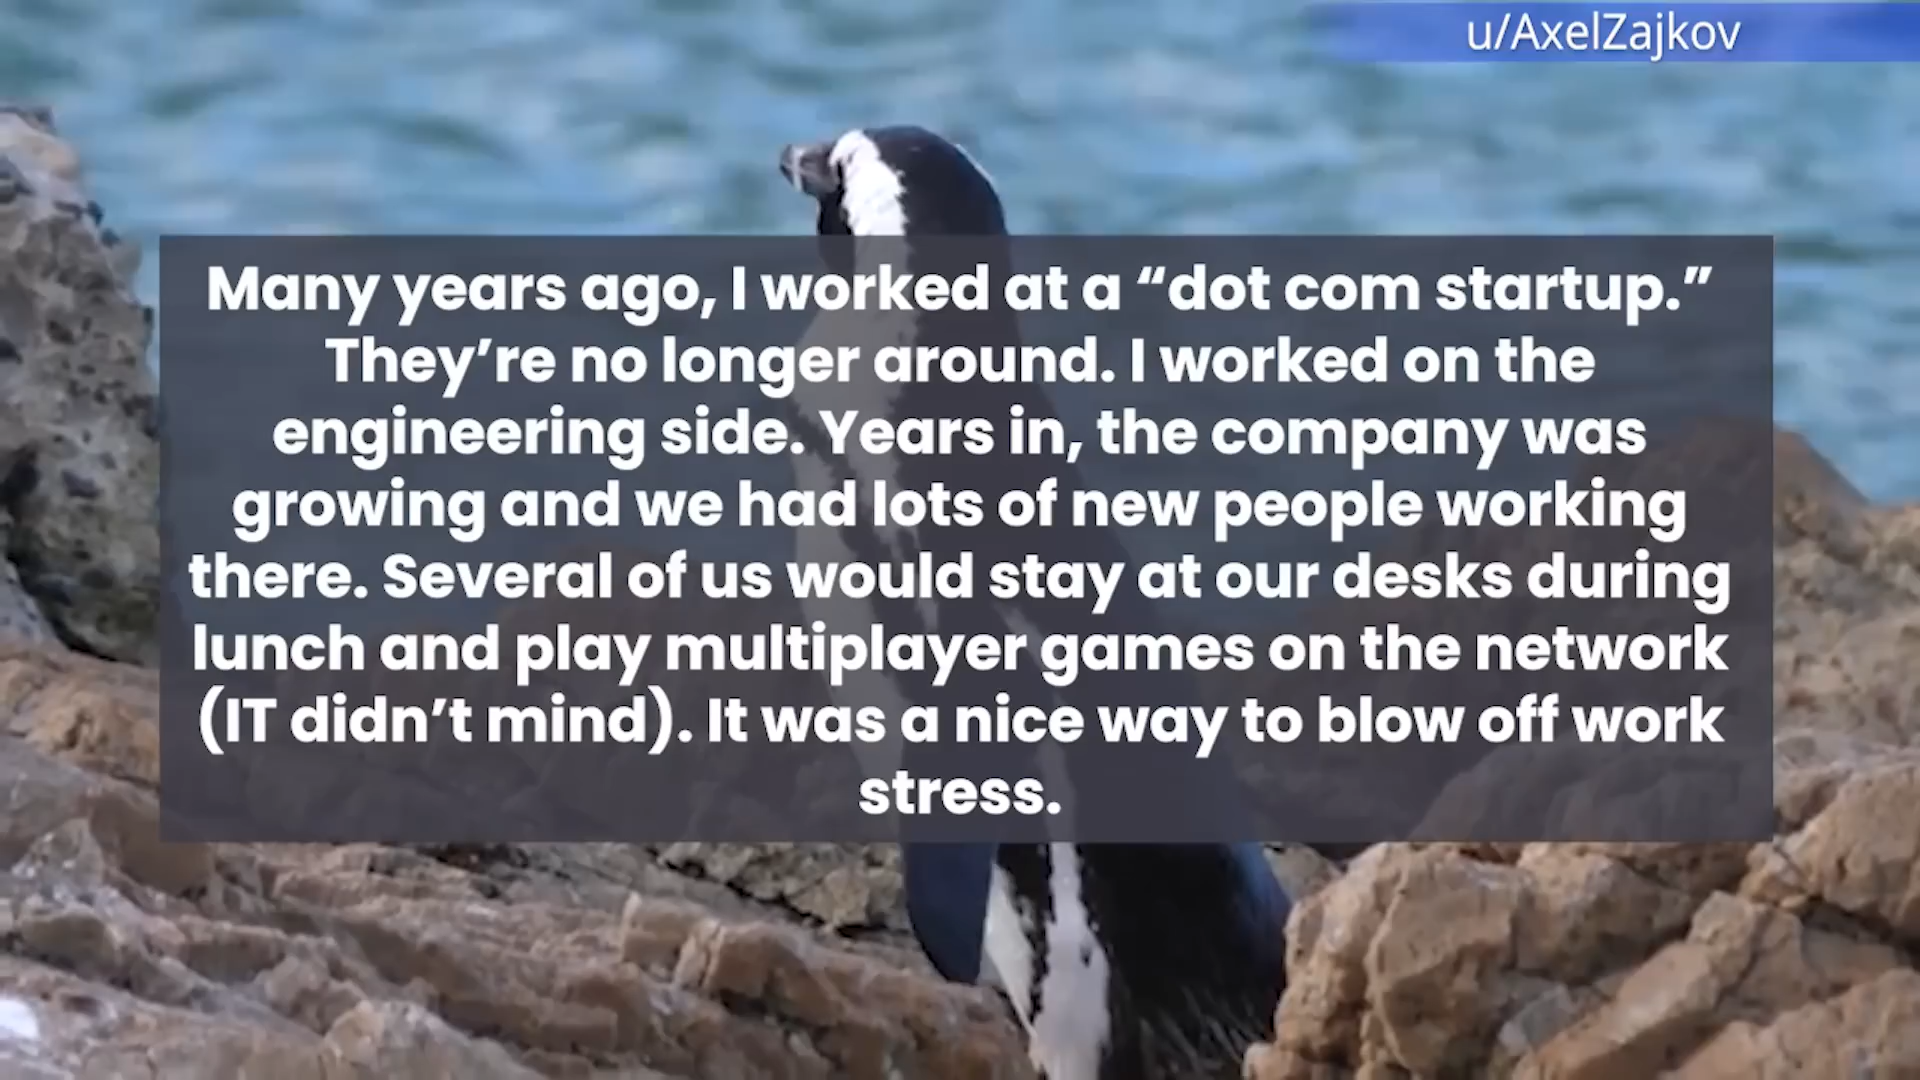 u/AxelZajkov
Many years ago, I worked at a “dot com startup.”
They’re no longer around. I worked on the
engineering side. Years in, the company was
growing and we had lots of new people working
there. Several of us would stay at our desks during
lunch and play multiplayer games on the network
(IT didn’t mind). It was a nice way to blow off work
stress.